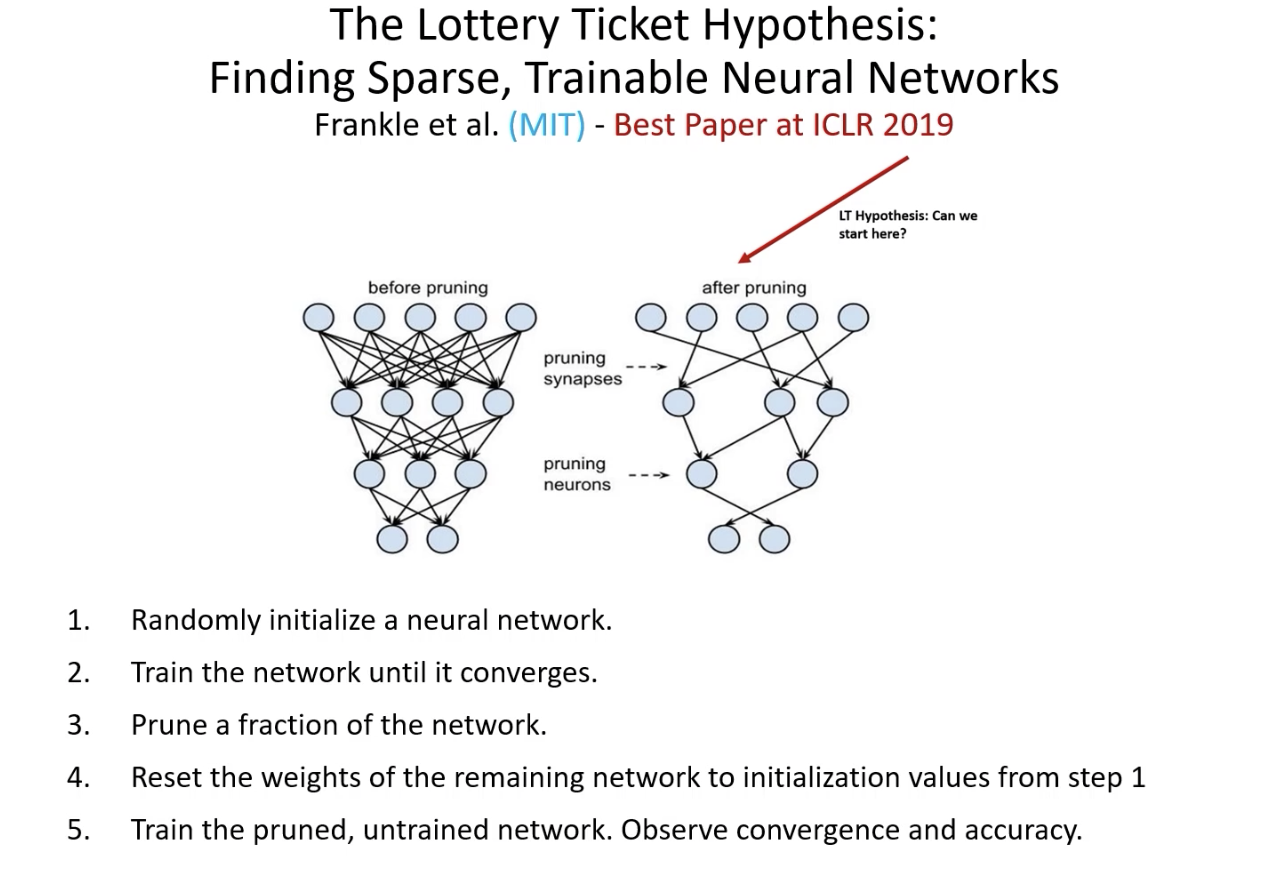 The Lottery Ticket Hypothesis:
Finding Sparse, Trainable Neural Networks
Frankle et al. (MIT) - Best Paper at ICLR 2019
LT Hypothesis: Can we
start here?
before pruning
after pruning
pruning
synapses
pruning
neurons
1. Randomly initialize a neural network.
2. Train the network until it converges.
3. Prune a fraction of the network.
4. Reset the weights of the remaining network to initialization values from step 1
5. Train the pruned, untrained network. Observe convergence and accuracy.